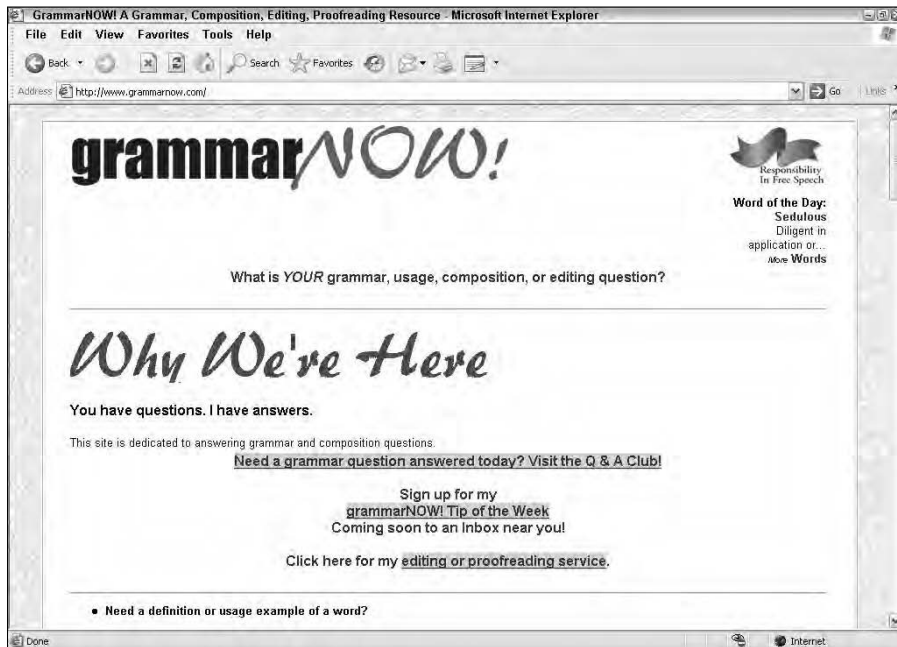 GrammarNOW! A Grammar, Composition, Editing, Proofreading Resource - Microsoft Internet Explorer
File Edit View Favorites Tools Help
Back Search Favorites
Address http://www.grammarnow.com/ Go Links
grammarNOW!
Responsibility
In Free Speech
Word of the Day:
Sedulous
Diligent in
application or...
More Words
What is YOUR grammar, usage, composition, or editing question?
Why We're Here
You have questions. I have answers.
This site is dedicated to answering grammar and composition questions.
Need a grammar question answered today? Visit the Q & A Club!
Sign up for my
grammarNOW! Tip of the Week
Coming soon to an Inbox near you!
Click here for my editing or proofreading service.
• Need a definition or usage example of a word?
Done Internet